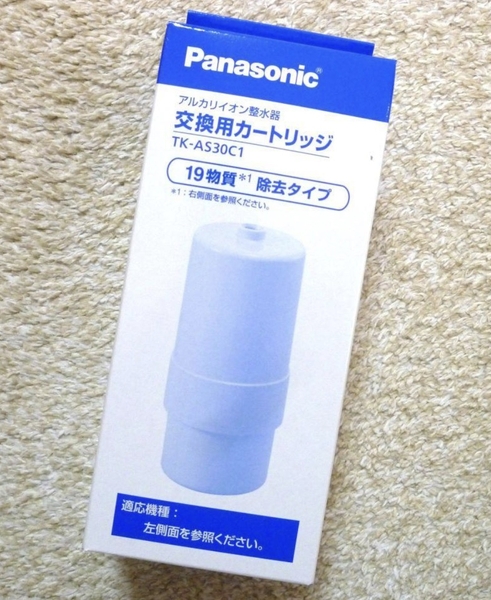 Panasonic®
アルカリイオン整水器
交換用カートリッジ
TK-AS30C1
19物質*1 除去タイプ
*1：右側面を参照ください。
適応機種：
左側面を参照ください。